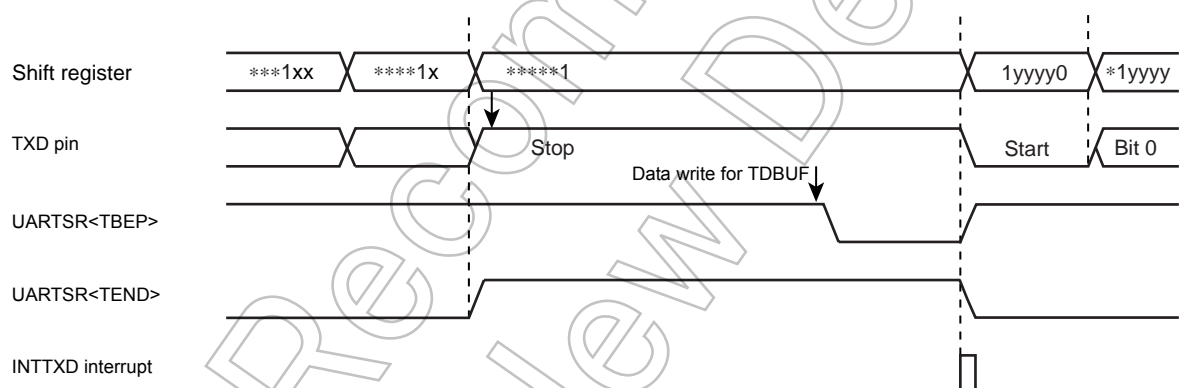 Shift register ***1xx ****1x *****1 1yyyy0 *1yyyy
TXD pin Stop Start Bit 0
Data write for TDBUF
UARTSR<TBEP>
UARTSR<TEND>
INTTXD interrupt